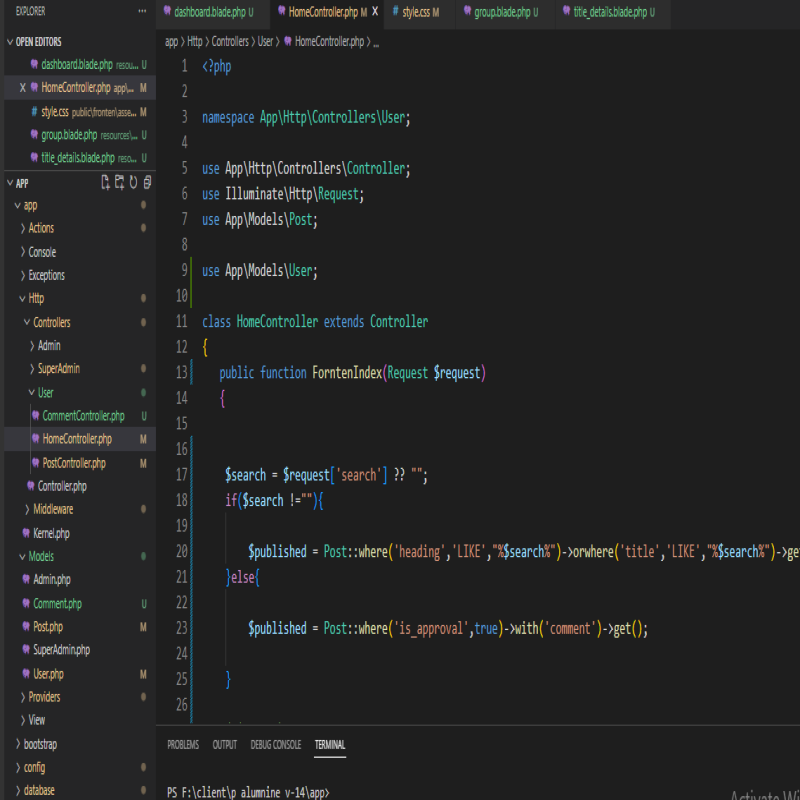 EXPLORER ...
dashboard.blade.php U
HomeController.php M X
# style.css M
group.blade.php U
title_details.blade.php U
OPEN EDITORS
dashboard.blade.php resou... U
X HomeController.php app\... M
# style.css public\fronten\asse... M
group.blade.php resources\... U
title_details.blade.php reso... U
APP
app
Actions
Console
Exceptions
Http
Controllers
Admin
SuperAdmin
User
CommentController.php U
HomeController.php M
PostController.php M
Controller.php
Middleware
Kernel.php
Models
Admin.php
Comment.php U
Post.php M
SuperAdmin.php
User.php M
Providers
View
bootstrap
config
database
app > Http > Controllers > User > HomeController.php > ...
1 <?php
2
3 namespace App\Http\Controllers\User;
4
5 use App\Http\Controllers\Controller;
6 use Illuminate\Http\Request;
7 use App\Models\Post;
8
9 use App\Models\User;
10
11 class HomeController extends Controller
12 {
13 public function ForntenIndex(Request $request)
14 {
15
16
17 $search = $request['search'] ?? "";
18 if($search !=""){
19
20 $published = Post::where('heading','LIKE',"%$search%")->orwhere('title','LIKE',"%$search%")->ge
21 }else{
22
23 $published = Post::where('is_approval',true)->with('comment')->get();
24
25 }
26
PROBLEMS OUTPUT DEBUG CONSOLE TERMINAL
PS F:\client\p alumnine v-14\app>
Activate Wi